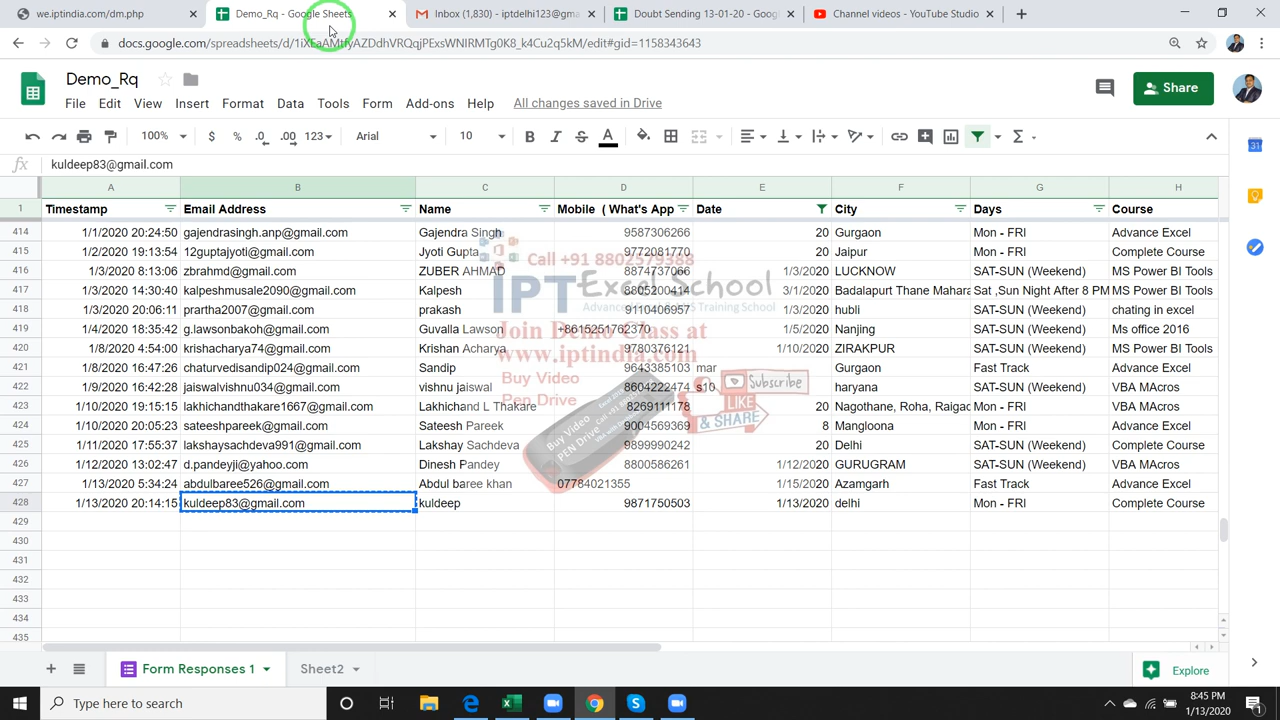 we.iptindia.com/dm.php
Demo_Rq - Google Sheets
Inbox (1,830) - iptdelhi123@gma
Doubt Sending 13-01-20 - Goog
Channel videos - YouTube Studio
docs.google.com/spreadsheets/d/1iXEaAMtfyAZDdhVRQqjPExsWNIRMTg0K8_k4Cu2q5kM/edit#gid=1158343643
Demo_Rq
File Edit View Insert Format Data Tools Form Add-ons Help All changes saved in Drive
Share
100% $ % .0 .00 123 Arial 10 B I S A
fx kuldeep83@gmail.com
A B C D E F G H
1 Timestamp Email Address Name Mobile ( What's App Date City Days Course
414 1/1/2020 20:24:50 gajendrasingh.anp@gmail.com Gajendra Singh 9587306266 20 Gurgaon Mon - FRI Advance Excel
415 1/2/2020 19:13:54 12guptajyoti@gmail.com Jyoti Gupta 9772081770 20 Jaipur Mon - FRI Complete Course
416 1/3/2020 8:13:06 zbrahmd@gmail.com ZUBER AHMAD 8874737066 1/3/2020 LUCKNOW SAT-SUN (Weekend) MS Power BI Tools
417 1/3/2020 14:30:40 kalpeshmusale2090@gmail.com Kalpesh 8805200414 3/1/2020 Badalapurt Thane Mahara Sat ,Sun Night After 8 PM MS Power BI Tools
418 1/3/2020 20:06:11 prartha2007@gmail.com prakash 9110406957 1/3/2020 hubli SAT-SUN (Weekend) chating in excel
419 1/4/2020 18:35:42 g.lawsonbakoh@gmail.com Guvalla Lawson +8615251762370 1/5/2020 Nanjing SAT-SUN (Weekend) Ms office 2016
420 1/8/2020 4:54:00 krishacharya74@gmail.com Krishan Acharya 9780376121 1/10/2020 ZIRAKPUR SAT-SUN (Weekend) MS Power BI Tools
421 1/8/2020 16:47:26 chaturvedisandip024@gmail.com Sandip 9643385103 mar Gurgaon Fast Track Advance Excel
422 1/9/2020 16:42:28 jaiswalvishnu034@gmail.com vishnu jaiswal 8604222474 s10 haryana SAT-SUN (Weekend) VBA MAcros
423 1/10/2020 19:15:15 lakhichandthakare1667@gmail.com Lakhichand L Thakare 8269111178 20 Nagothane, Roha, Raigad Mon - FRI VBA MAcros
424 1/10/2020 20:05:23 sateeshpareek@gmail.com Sateesh Pareek 9004569369 8 Mangloona Mon - FRI Advance Excel
425 1/11/2020 17:55:37 lakshaysachdeva991@gmail.com Lakshay Sachdeva 9899990242 20 Delhi SAT-SUN (Weekend) Complete Course
426 1/12/2020 13:02:47 d.pandeyji@yahoo.com Dinesh Pandey 8800586261 1/12/2020 GURUGRAM SAT-SUN (Weekend) VBA MAcros
427 1/13/2020 5:34:24 abdulbaree526@gmail.com Abdul baree khan 07784021355 1/15/2020 Azamgarh Fast Track Advance Excel
428 1/13/2020 20:14:15 kuldeep83@gmail.com kuldeep 9871750503 1/13/2020 delhi Mon - FRI Complete Course
429
430
431
432
433
434
435
Call +91 8802579388
IPT Excel School
Join Demo Class at
www.iptindia.com
Buy Video
Pen Drive
Subscribe
LIKE
& SHARE
Buy Video
PEN Drive
Form Responses 1
Sheet2
Explore
Type here to search
8:45 PM
1/13/2020